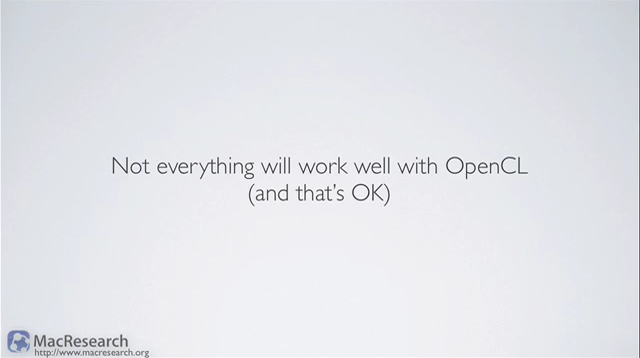 Not everything will work well with OpenCL
(and that's OK)
MacResearch
http://www.macresearch.org